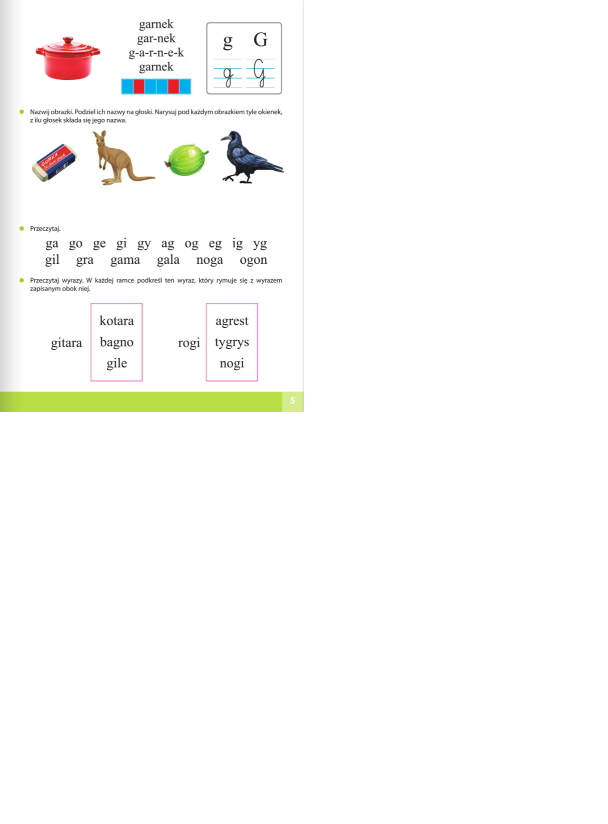 garnek
gar-nek
g-a-r-n-e-k
garnek
g G
g G
Nazwij obrazki. Podziel ich nazwy na głoski. Narysuj pod każdym obrazkiem tyle okienek,
z ilu głosek składa się jego nazwa.
Przeczytaj.
ga go ge gi gy ag og eg ig yg
gil gra gama gala noga ogon
Przeczytaj wyrazy. W każdej ramce podkreśl ten wyraz, który rymuje się z wyrazem
zapisanym obok niej.
gitara
kotara
bagno
gile
rogi
agrest
tygrys
nogi
5